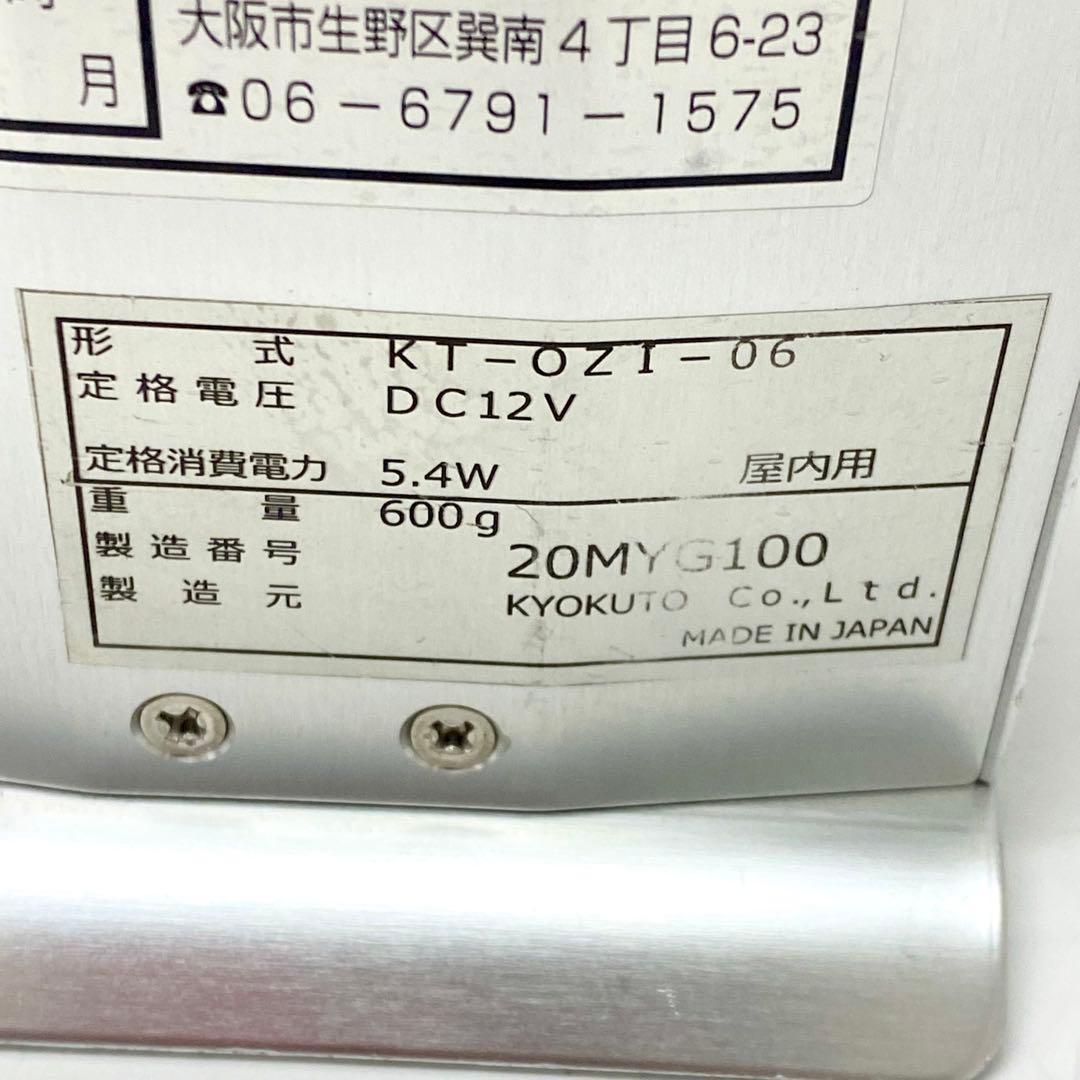 大阪市生野区巽南4丁目6-23
月
☎06-6791-1575
形 式 KT-OZI-06
定格電圧 DC12V
定格消費電力 5.4W 屋内用
重 量 600g
製造番号 20MYG100
製造元 KYOKUTO Co.,Ltd.
MADE IN JAPAN